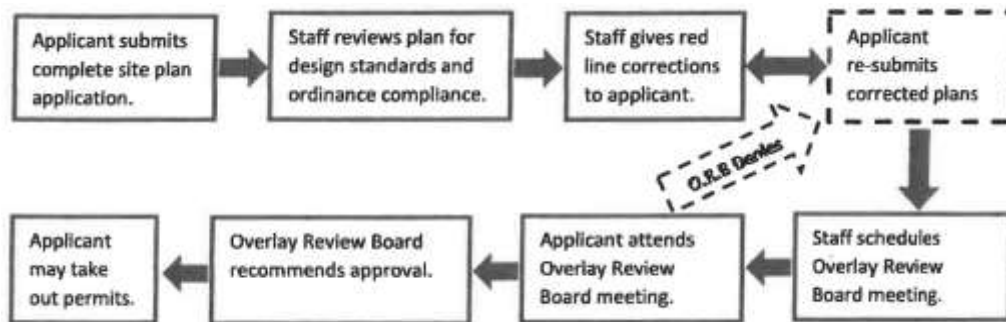 Applicant submits
complete site plan
application.
Staff reviews plan for
design standards and
ordinance compliance.
Staff gives red
line corrections
to applicant.
Applicant
re-submits
corrected plans
O.R.B Denies
Staff schedules
Overlay Review
Board meeting.
Applicant attends
Overlay Review
Board meeting.
Overlay Review Board
recommends approval.
Applicant
may take
out permits.